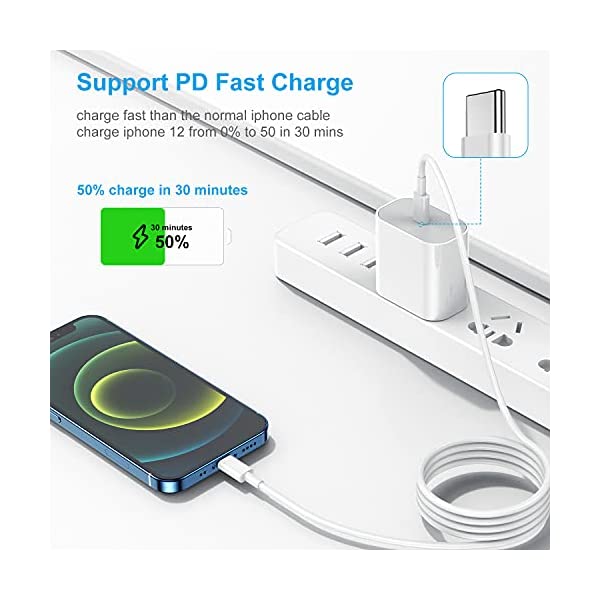 Support PD Fast Charge
charge fast than the normal iphone cable
charge iphone 12 from 0% to 50 in 30 mins
50% charge in 30 minutes
30 minutes
50%